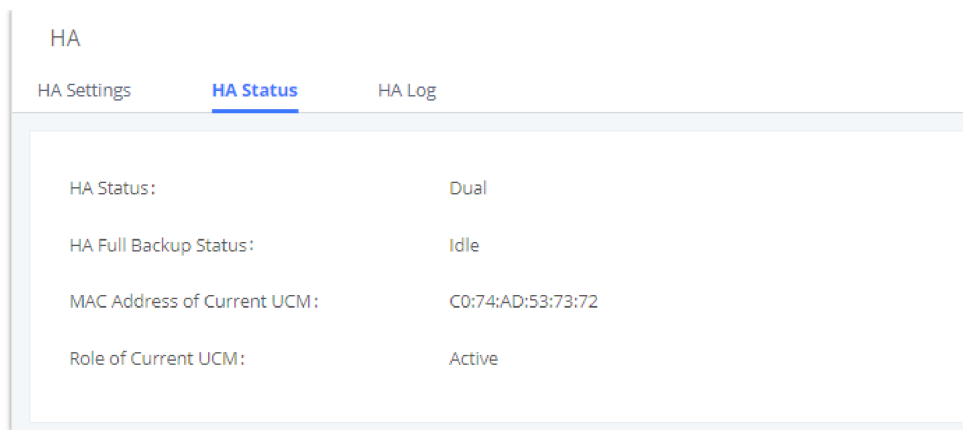 HA
HA Settings HA Status HA Log
HA Status: Dual
HA Full Backup Status: Idle
MAC Address of Current UCM: C0:74:AD:53:73:72
Role of Current UCM: Active